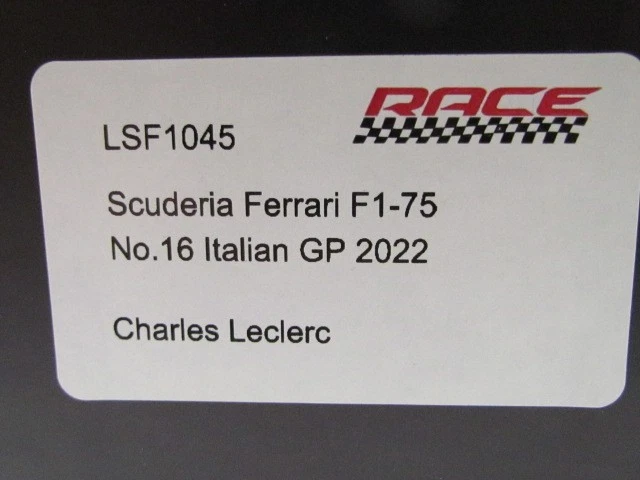 RACE
LSF1045
Scuderia Ferrari F1-75
No.16 Italian GP 2022
Charles Leclerc